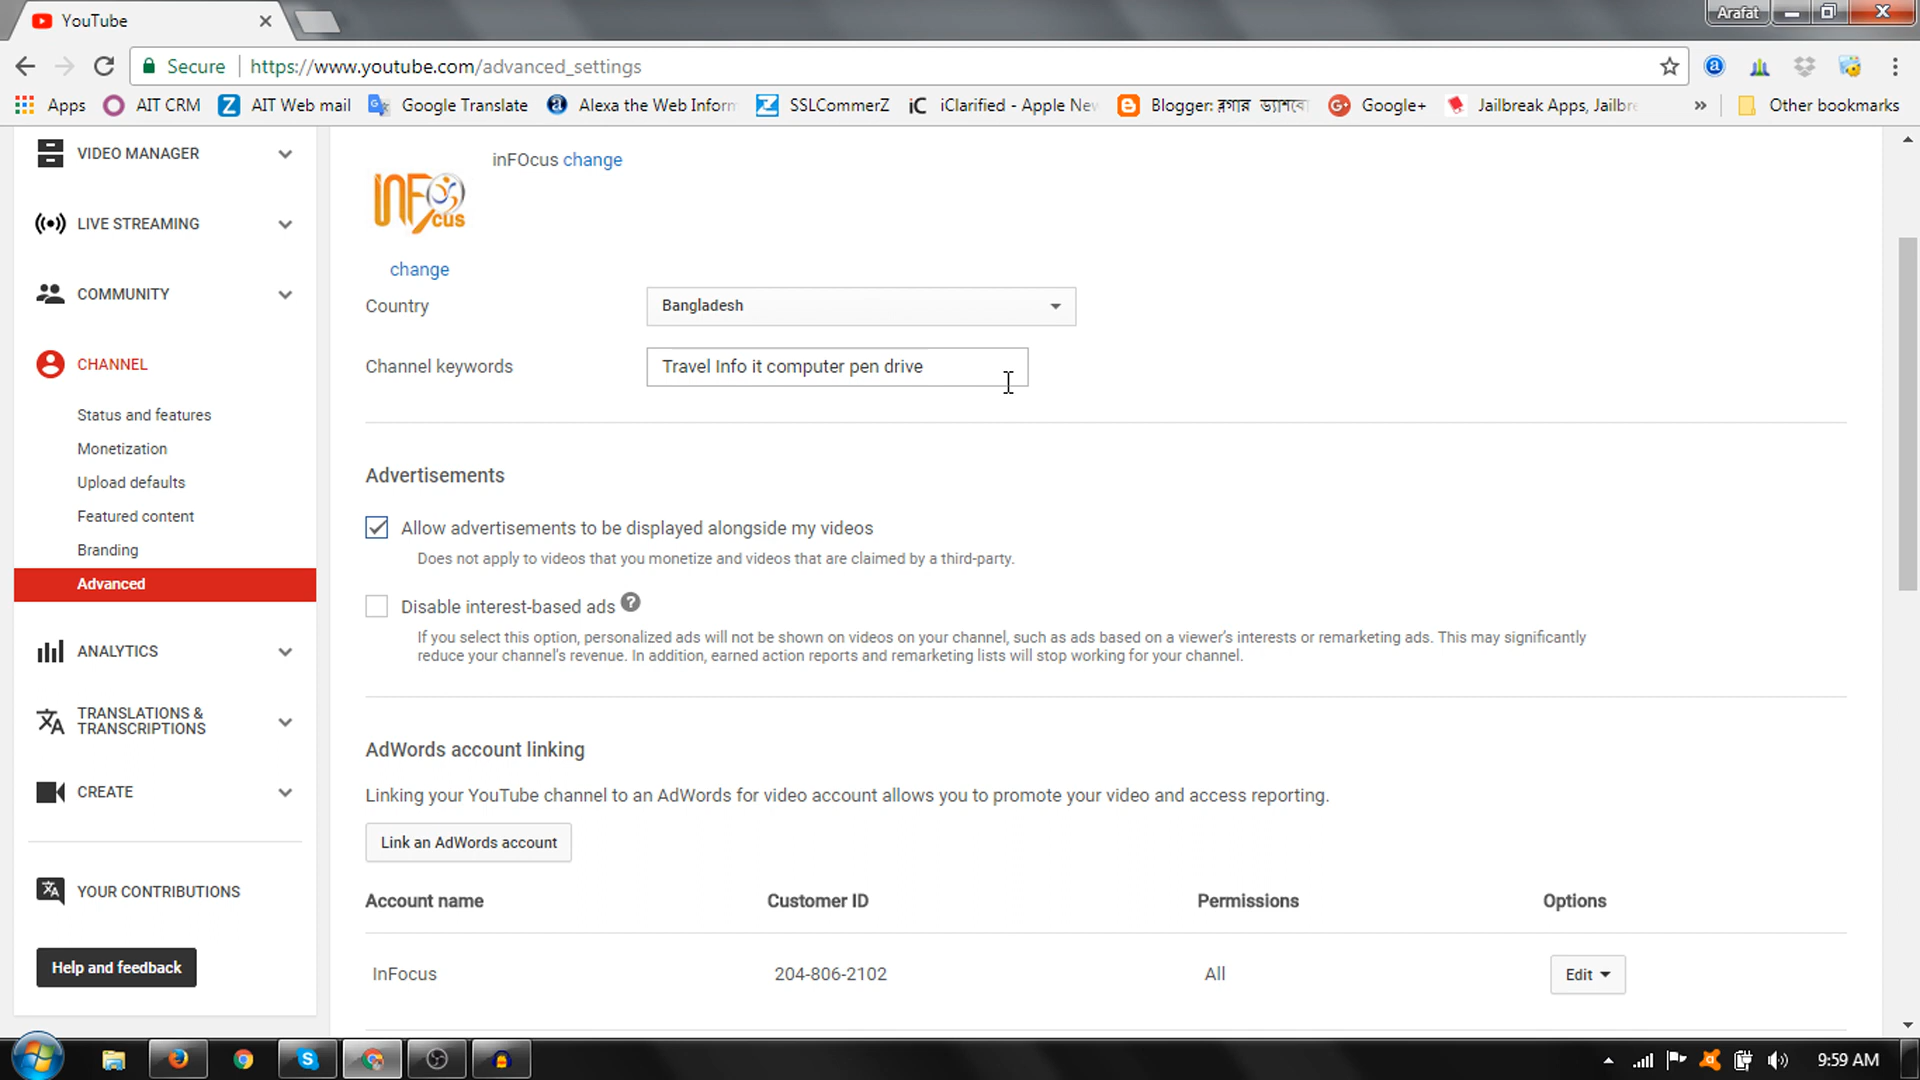 YouTube
Arafat
Secure https://www.youtube.com/advanced_settings
Apps AIT CRM AIT Web mail Google Translate Alexa the Web Inform SSLCommerZ iClarified - Apple Nev Blogger: ব্লগার ড্যাশবো Google+ Jailbreak Apps, Jailbre » Other bookmarks
VIDEO MANAGER
LIVE STREAMING
COMMUNITY
CHANNEL
Status and features
Monetization
Upload defaults
Featured content
Branding
Advanced
ANALYTICS
TRANSLATIONS &
TRANSCRIPTIONS
CREATE
YOUR CONTRIBUTIONS
Help and feedback
INFOcus
inFOcus change
change
Country Bangladesh
Channel keywords Travel Info it computer pen drive
Advertisements
Allow advertisements to be displayed alongside my videos
Does not apply to videos that you monetize and videos that are claimed by a third-party.
Disable interest-based ads ?
If you select this option, personalized ads will not be shown on videos on your channel, such as ads based on a viewer's interests or remarketing ads. This may significantly
reduce your channel's revenue. In addition, earned action reports and remarketing lists will stop working for your channel.
AdWords account linking
Linking your YouTube channel to an AdWords for video account allows you to promote your video and access reporting.
Link an AdWords account
Account name Customer ID Permissions Options
InFocus 204-806-2102 All Edit
9:59 AM